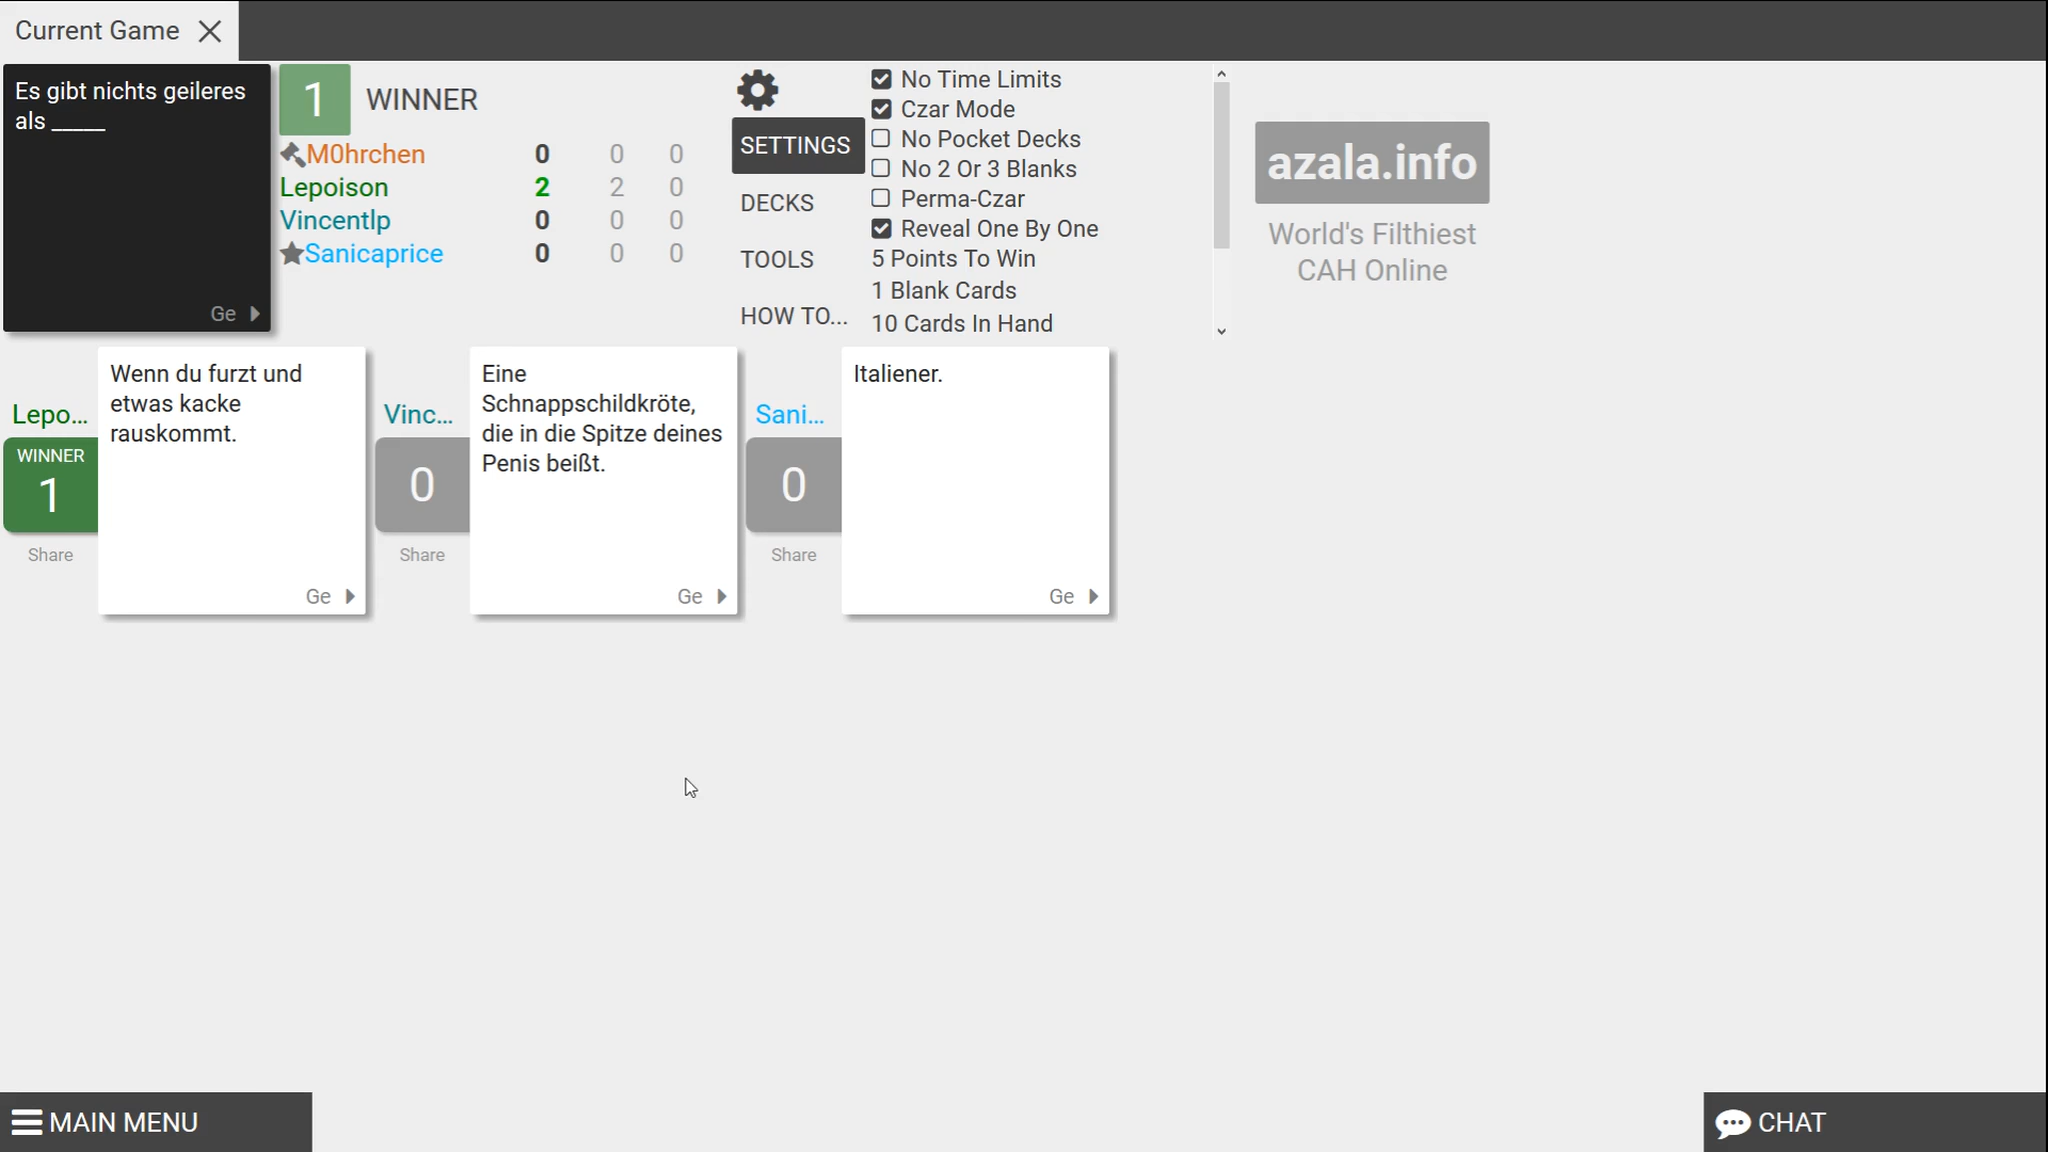 Current Game
Es gibt nichts geileres
als _____
Ge
1 WINNER
M0hrchen 0 0 0
Lepoison 2 2 0
Vincentlp 0 0 0
Sanicaprice 0 0 0
SETTINGS
DECKS
TOOLS
HOW TO...
No Time Limits
Czar Mode
No Pocket Decks
No 2 Or 3 Blanks
Perma-Czar
Reveal One By One
5 Points To Win
1 Blank Cards
10 Cards In Hand
azala.info
World's Filthiest
CAH Online
Lepo...
WINNER
1
Share
Wenn du furzt und
etwas kacke
rauskommt.
Ge
Vinc...
0
Share
Eine
Schnappschildkröte,
die in die Spitze deines
Penis beißt.
Ge
Sani...
0
Share
Italiener.
Ge
MAIN MENU
CHAT